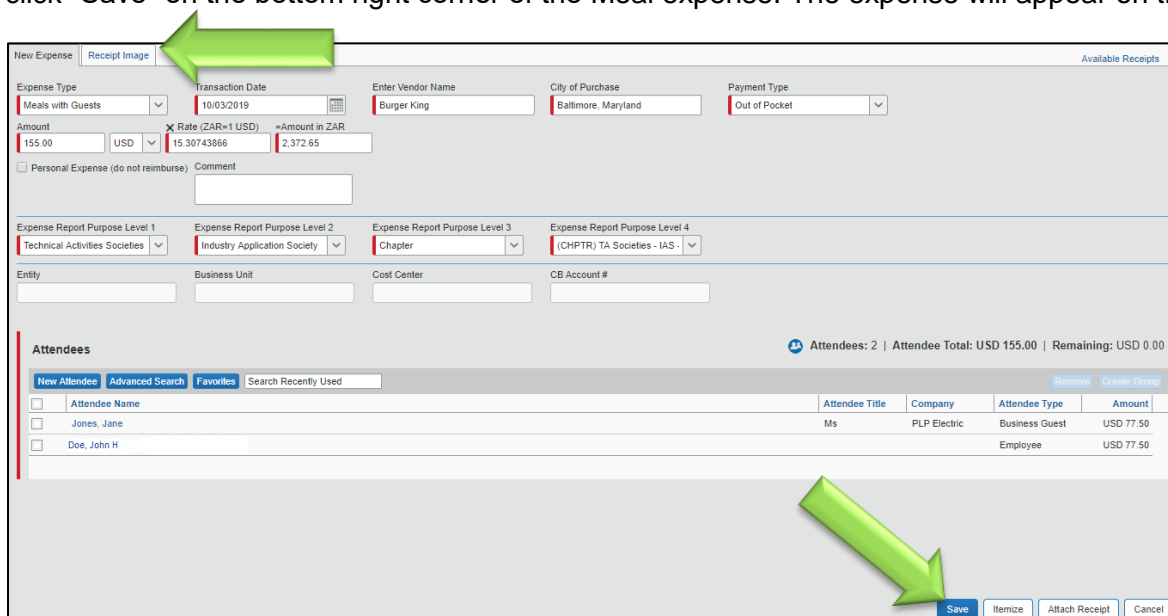 click "Save" on the bottom right corner of the Meal expense. The expense will appear on th
New Expense Receipt Image Available Receipts
Expense Type Transaction Date Enter Vendor Name City of Purchase Payment Type
Meals with Guests 10/03/2019 Burger King Baltimore, Maryland Out of Pocket
Amount Rate (ZAR=1 USD) =Amount in ZAR
155.00 USD 15.30743866 2,372.65
Personal Expense (do not reimburse) Comment
Expense Report Purpose Level 1 Expense Report Purpose Level 2 Expense Report Purpose Level 3 Expense Report Purpose Level 4
Technical Activities Societies Industry Application Society Chapter (CHPTR) TA Societies - IAS -
Entity Business Unit Cost Center CB Account #
Attendees Attendees: 2 | Attendee Total: USD 155.00 | Remaining: USD 0.00
New Attendee Advanced Search Favorites Search Recently Used Remove Create Group
Attendee Name Attendee Title Company Attendee Type Amount
Jones, Jane Ms PLP Electric Business Guest USD 77.50
Doe, John H Employee USD 77.50
Save Itemize Attach Receipt Cancel